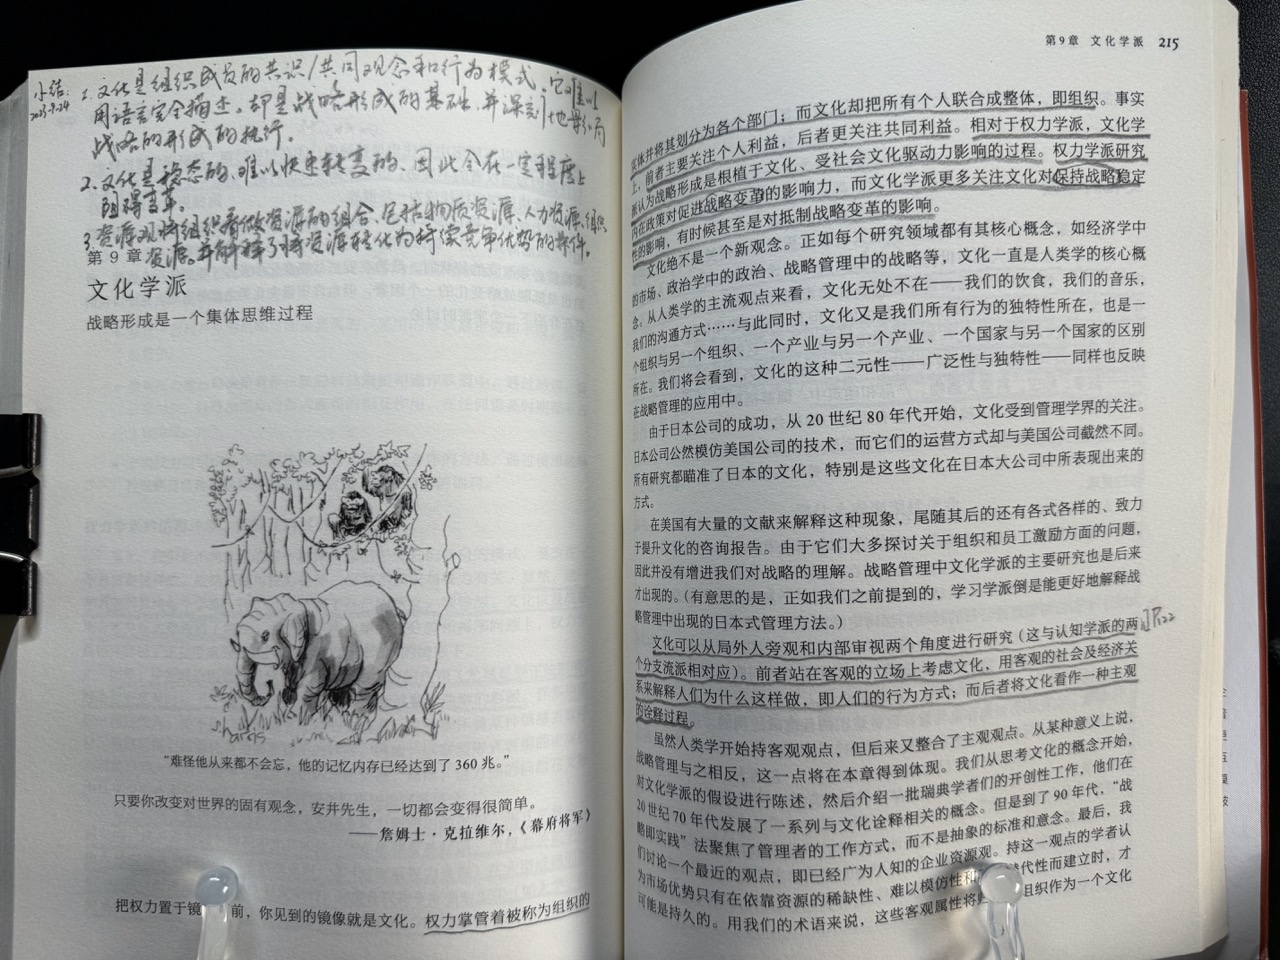 小结:
2023-9.24
1. 文化是组织成员的共识/共同观念和行为模式。它难以
用语言完全描述。却是战略形成的基础,并深刻地影响
战略的形成的执行。
2. 文化是稳态的、难以快速转变的、因此会在一定程度上
阻碍变革。
3. 资源观将组织看做资源的组合、包括物质资源、人力资源、组织
资源。并解释了将资源转化为持续竞争优势的条件。
第 9 章
文化学派
战略形成是一个集体思维过程
Harris
“难怪他从来都不会忘,他的记忆内存已经达到了 360 兆。”
只要你改变对世界的固有观念,安井先生,一切都会变得很简单。
——詹姆士·克拉维尔,《幕府将军》
把权力置于镜 前,你见到的镜像就是文化。权力掌管着被称为组织的
第9章 文化学派 215
实体并将其划分为各个部门;而文化却把所有个人联合成整体,即组织。事实
上,前者主要关注个人利益,后者更关注共同利益。相对于权力学派,文化学
派认为战略形成是根植于文化、受社会文化驱动力影响的过程。权力学派研究
内在政策对促进战略变革的影响力,而文化学派更多关注文化对保持战略稳定
性的影响,有时候甚至是对抵制战略变革的影响。
文化绝不是一个新观念。正如每个研究领域都有其核心概念,如经济学中
的市场、政治学中的政治、战略管理中的战略等,文化一直是人类学的核心概
念。从人类学的主流观点来看,文化无处不在——我们的饮食,我们的音乐,
我们的沟通方式……与此同时,文化又是我们所有行为的独特性所在,也是一
个组织与另一个组织、一个产业与另一个产业、一个国家与另一个国家的区别
所在。我们将会看到,文化的这种二元性——广泛性与独特性——同样也反映
在战略管理的应用中。
由于日本公司的成功,从 20 世纪 80 年代开始,文化受到管理学界的关注。
日本公司公然模仿美国公司的技术,而它们的运营方式却与美国公司截然不同。
所有研究都瞄准了日本的文化,特别是这些文化在日本大公司中所表现出来的
方式。
在美国有大量的文献来解释这种现象,尾随其后的还有各式各样的、致力
于提升文化的咨询报告。由于它们大多探讨关于组织和员工激励方面的问题,
因此并没有增进我们对战略的理解。战略管理中文化学派的主要研究也是后来
才出现的。(有意思的是,正如我们之前提到的,学习学派倒是能更好地解释战
略管理中出现的日本式管理方法。)
文化可以从局外人旁观和内部审视两个角度进行研究(这与认知学派的两
个分支流派相对应)。前者站在客观的立场上考虑文化,用客观的社会及经济关
系来解释人们为什么这样做,即人们的行为方式;而后者将文化看作一种主观
的诠释过程。
虽然人类学开始持客观观点,但后来又整合了主观观点。从某种意义上说,
战略管理与之相反,这一点将在本章得到体现。我们从思考文化的概念开始,
对文化学派的假设进行陈述,然后介绍一批瑞典学者们的开创性工作,他们在
20 世纪 70 年代发展了一系列与文化诠释相关的概念。但是到了 90 年代,“战
略即实践”法聚焦了管理者的工作方式,而不是抽象的标准和意念。最后,我
们讨论一个最近的观点,即已经广为人知的企业资源观。持这一观点的学者认
为市场优势只有在依靠资源的稀缺性、难以模仿性和 替代性而建立时,才
可能是持久的。用我们的术语来说,这些客观属性将 组织作为一个文化